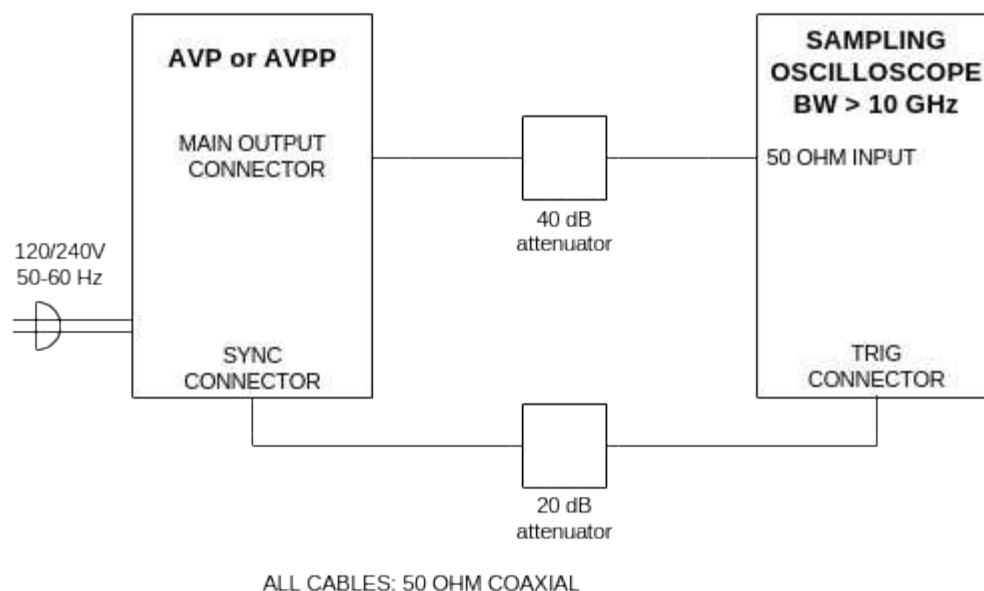 AVP or AVPP
SAMPLING
OSCILLOSCOPE
BW > 10 GHz
MAIN OUTPUT
CONNECTOR
50 OHM INPUT
40 dB
attenuator
120/240V
50-60 Hz
SYNC
CONNECTOR
TRIG
CONNECTOR
20 dB
attenuator
ALL CABLES: 50 OHM COAXIAL